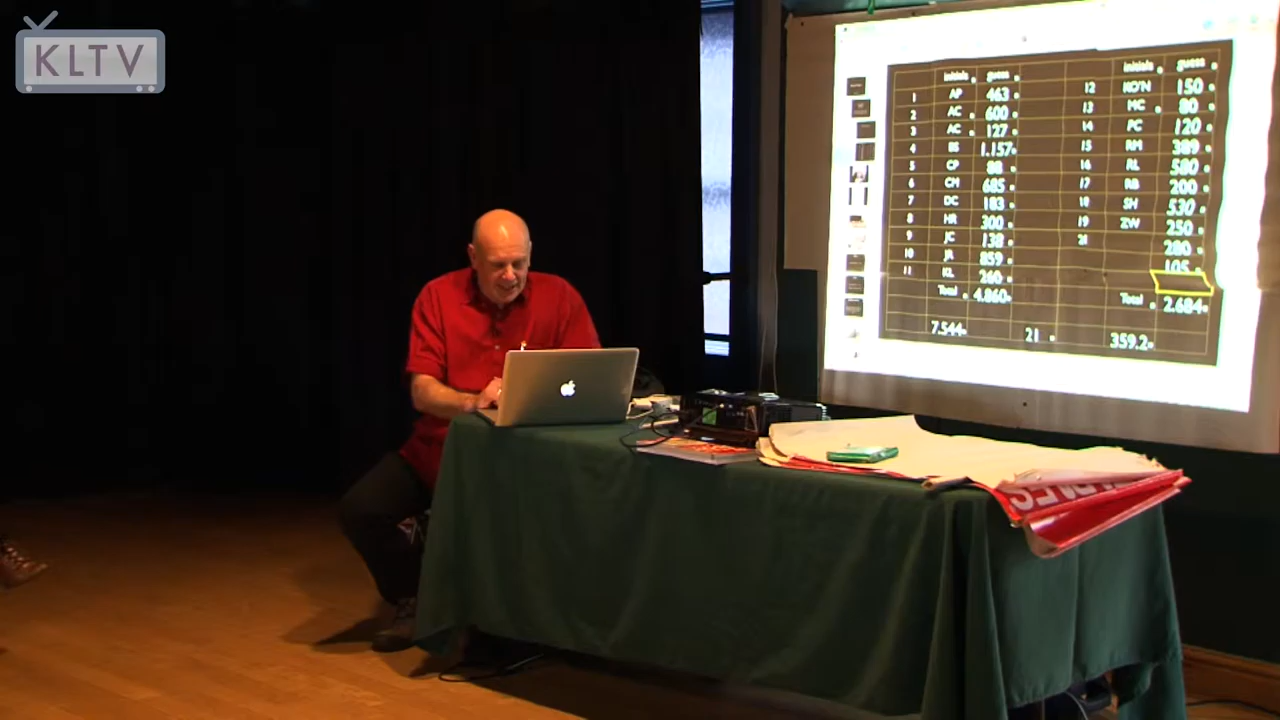 KLTV
initials guess initials guess
1 AP 463 12 KO'N 150
2 AC 600 13 MC 80
3 AC 127 14 PC 120
4 BS 1.157 15 RM 389
5 CP 88 16 RL 580
6 CM 685 17 RB 200
7 DC 183 18 SH 530
8 HR 300 19 ZW 250
9 JC 138 21 280
10 JR 859 105
11 KL 260
Total 4.860 Total 2.684
7.544 21 359.2